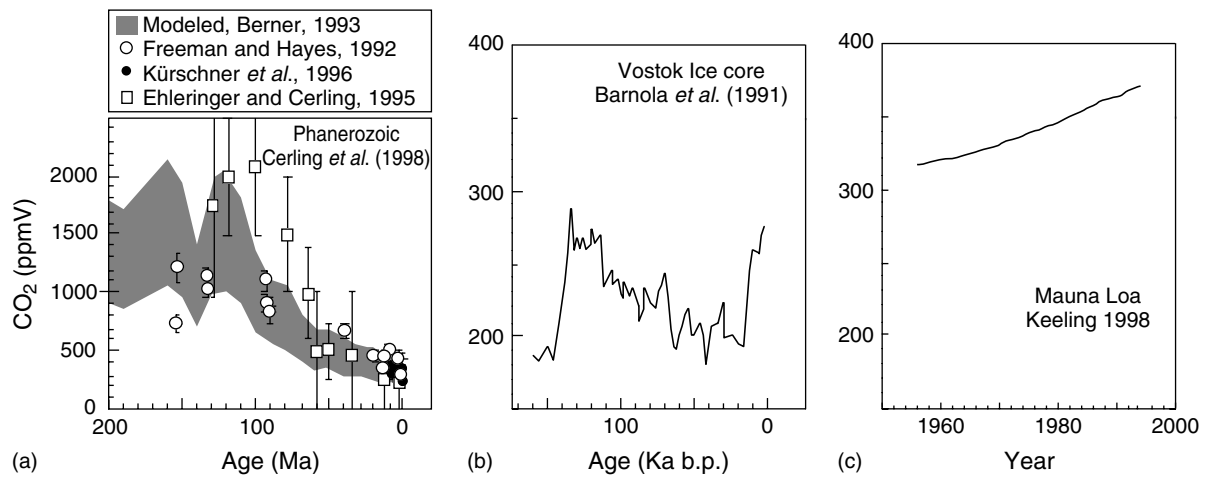 Modeled, Berner, 1993
Freeman and Hayes, 1992
Kürschner et al., 1996
Ehleringer and Cerling, 1995
Phanerozoic
Cerling et al. (1998)
CO2 (ppmV)
2000
1500
1000
500
0
200
100
0
(a)
Age (Ma)
400
300
200
Vostok Ice core
Barnola et al. (1991)
100
0
(b)
Age (Ka b.p.)
400
300
200
Mauna Loa
Keeling 1998
1960
1980
2000
(c)
Year